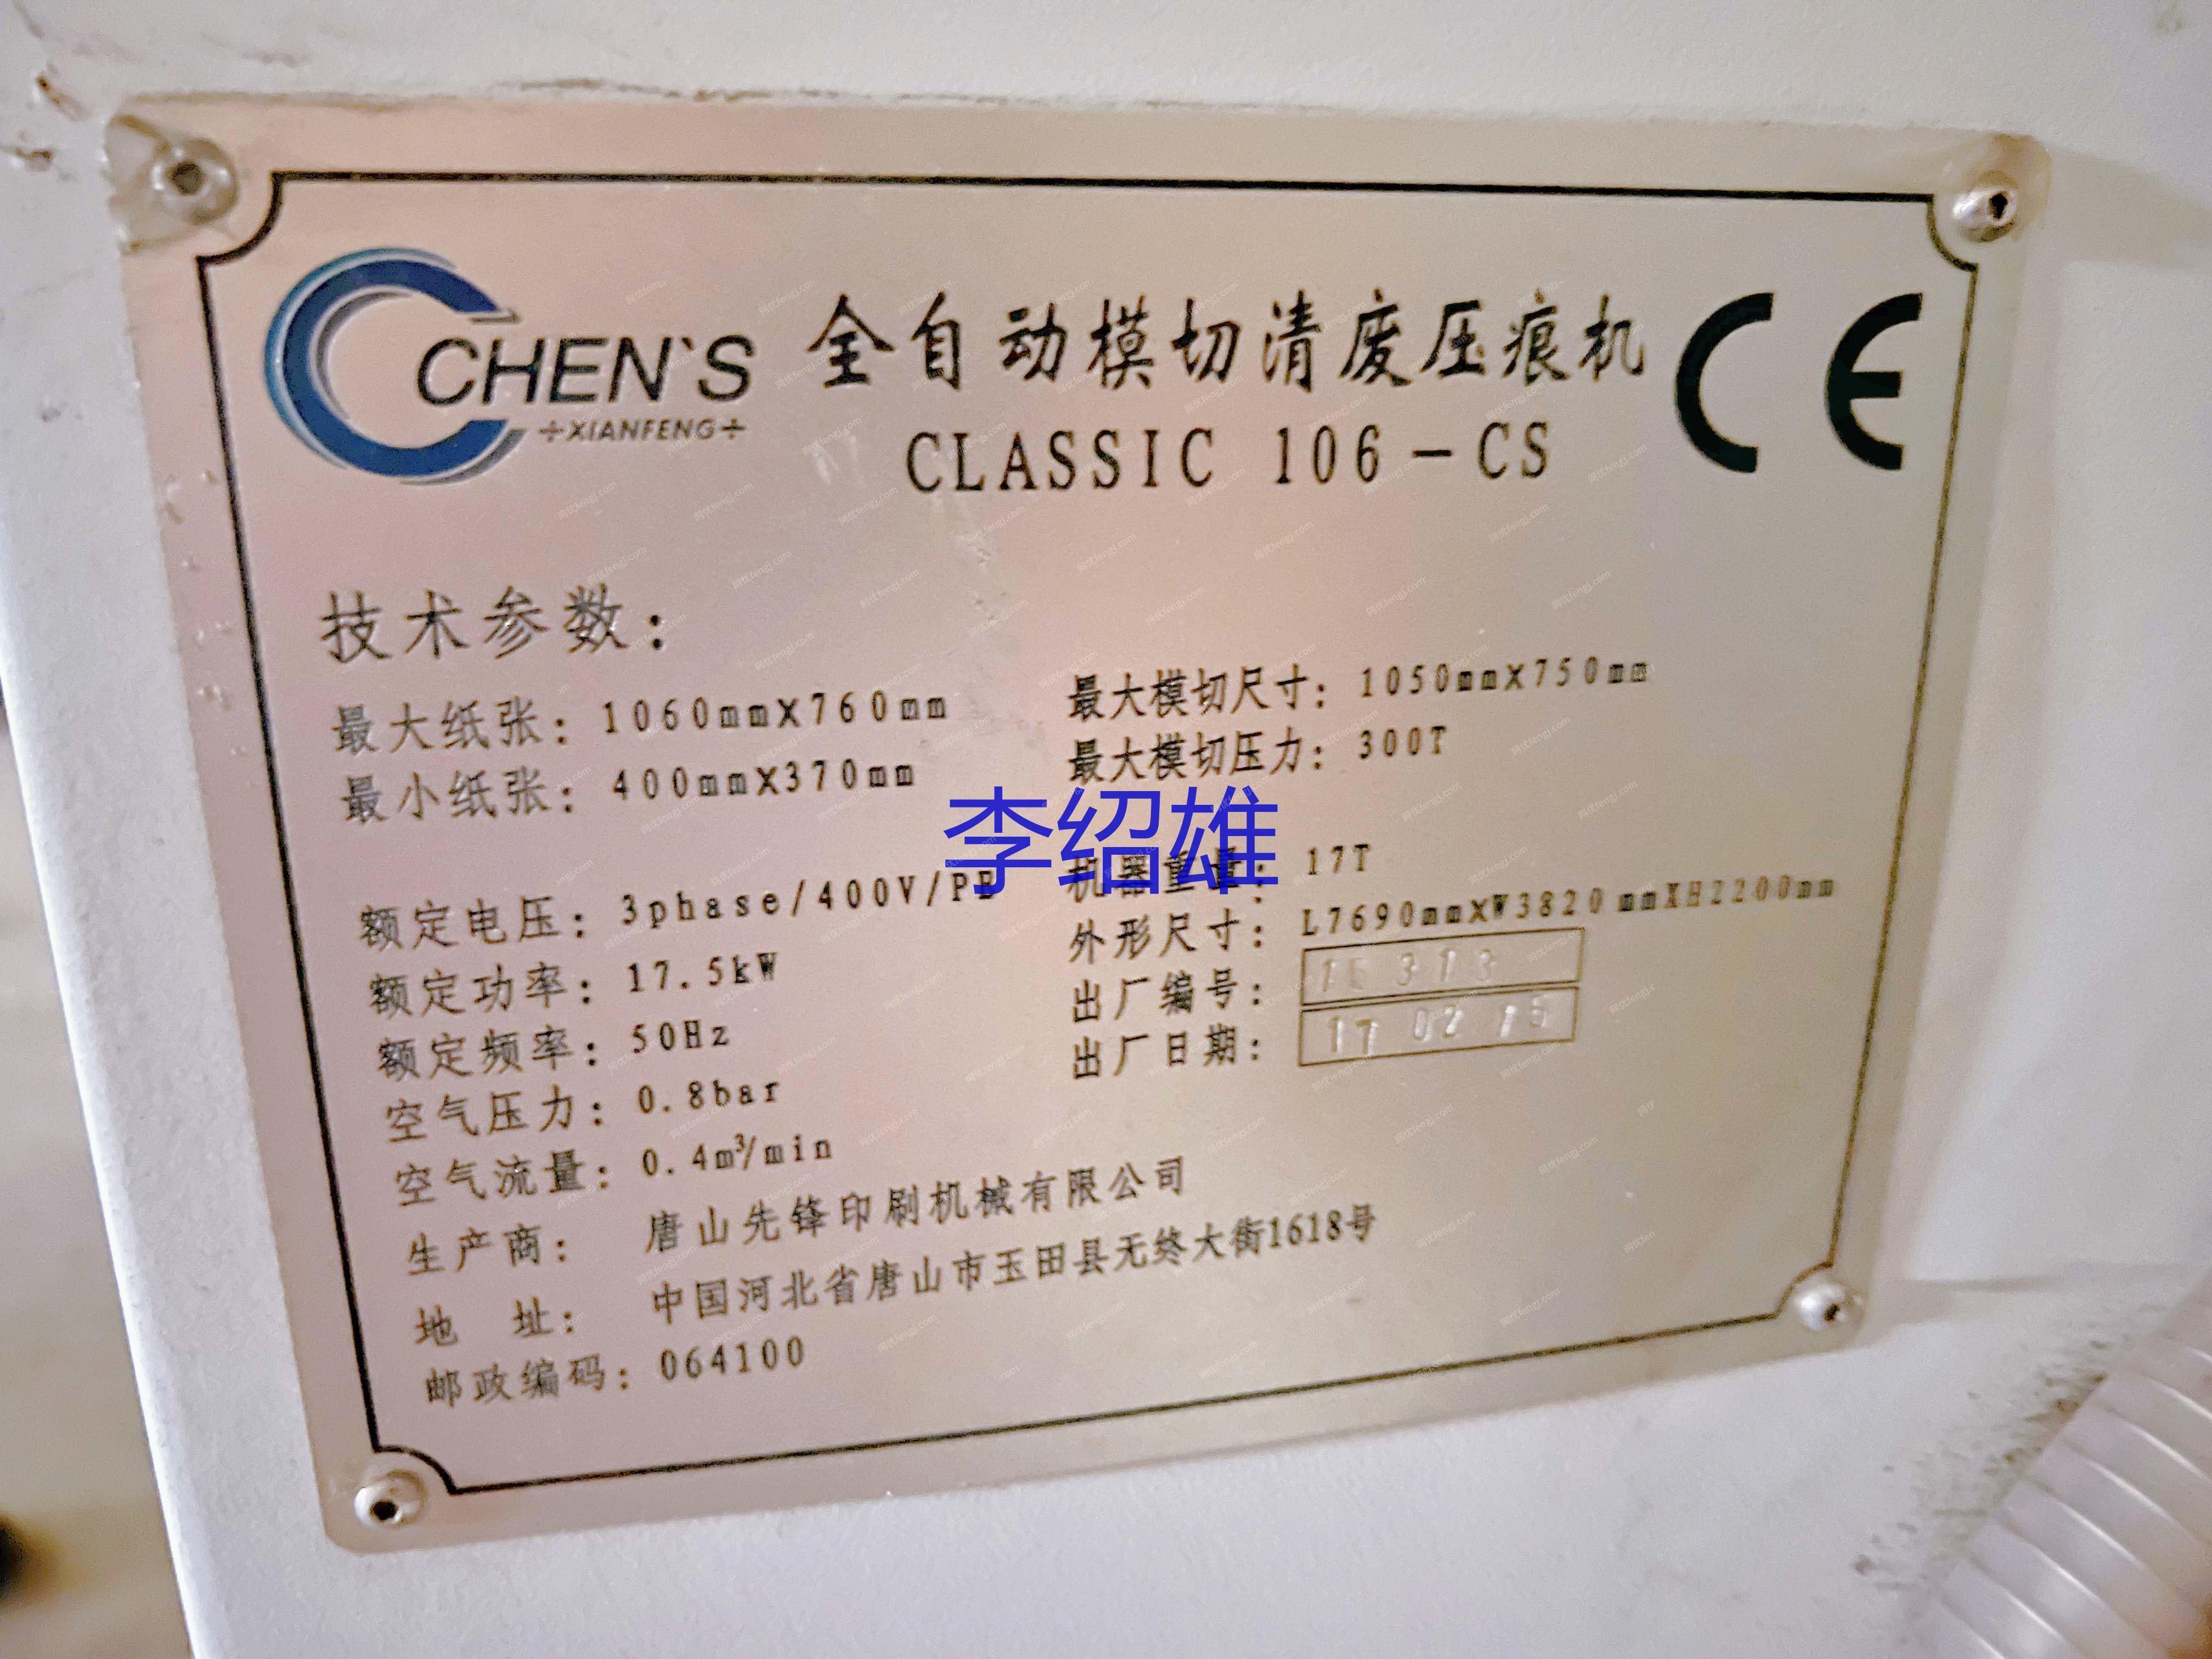 CHEN'S
÷XIANFENG÷
全自动模切清废压痕机
CLASSIC 106-CS
CE
技术参数：
最大纸张：1060mmX760mm
最小纸张：400mmX370mm
最大模切尺寸：1050mmX750mm
最大模切压力：300T
李绍雄
额定电压：3phase/400V/PE
额定功率：17.5kW
额定频率：50Hz
空气压力：0.8bar
空气流量：0.4m³/min
机器重量：17T
外形尺寸：L7690mmXW3820mmXH2200mm
出厂编号：
出厂日期：17 02 15
生产商：唐山先锋印刷机械有限公司
地 址：中国河北省唐山市玉田县无终大街1618号
邮政编码：064100